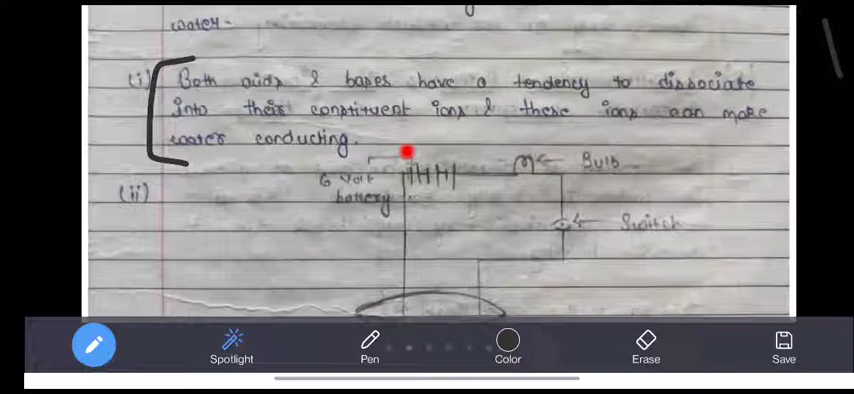 water.
(i) Both acids & bases have a tendency to dissociate
into their constituent ions & these ions can make
water conducting.
(ii) 6 Volt battery
Bulb
Switch
Spotlight
Pen
Color
Erase
Save